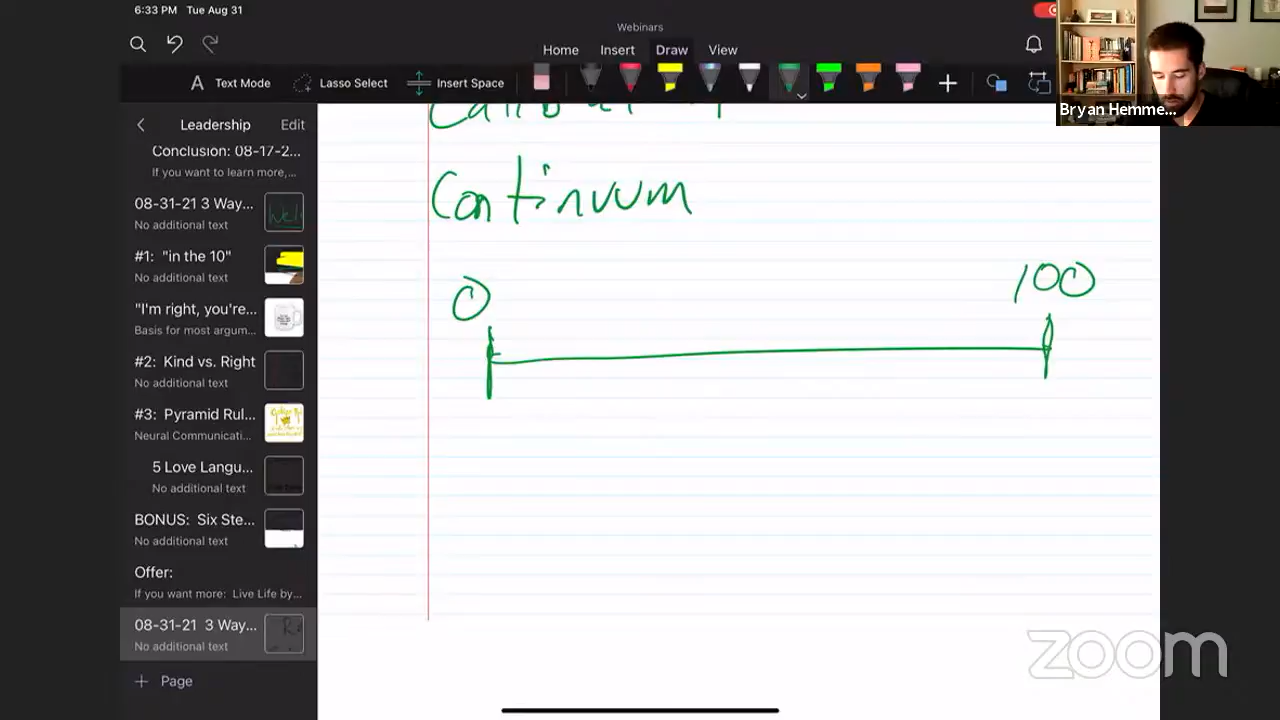 6:33 PM Tue Aug 31
Webinars
Home Insert Draw View
Text Mode Lasso Select Insert Space
Bryan Hemme...
Leadership Edit
Conclusion: 08-17-2...
If you want to learn more,...
08-31-21 3 Way...
No additional text
#1: "in the 10"
No additional text
"I'm right, you're...
Basis for most argum...
#2: Kind vs. Right
No additional text
#3: Pyramid Rul...
Neural Communicati...
5 Love Langu...
No additional text
BONUS: Six Ste...
No additional text
Offer:
If you want more: Live Life by...
08-31-21 3 Way...
No additional text
Page
Continuum
0 100
zoom